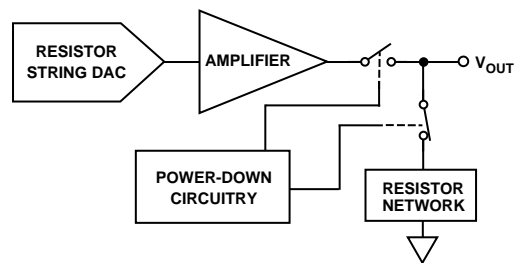 RESISTOR
STRING DAC
AMPLIFIER
VOUT
POWER-DOWN
CIRCUITRY
RESISTOR
NETWORK